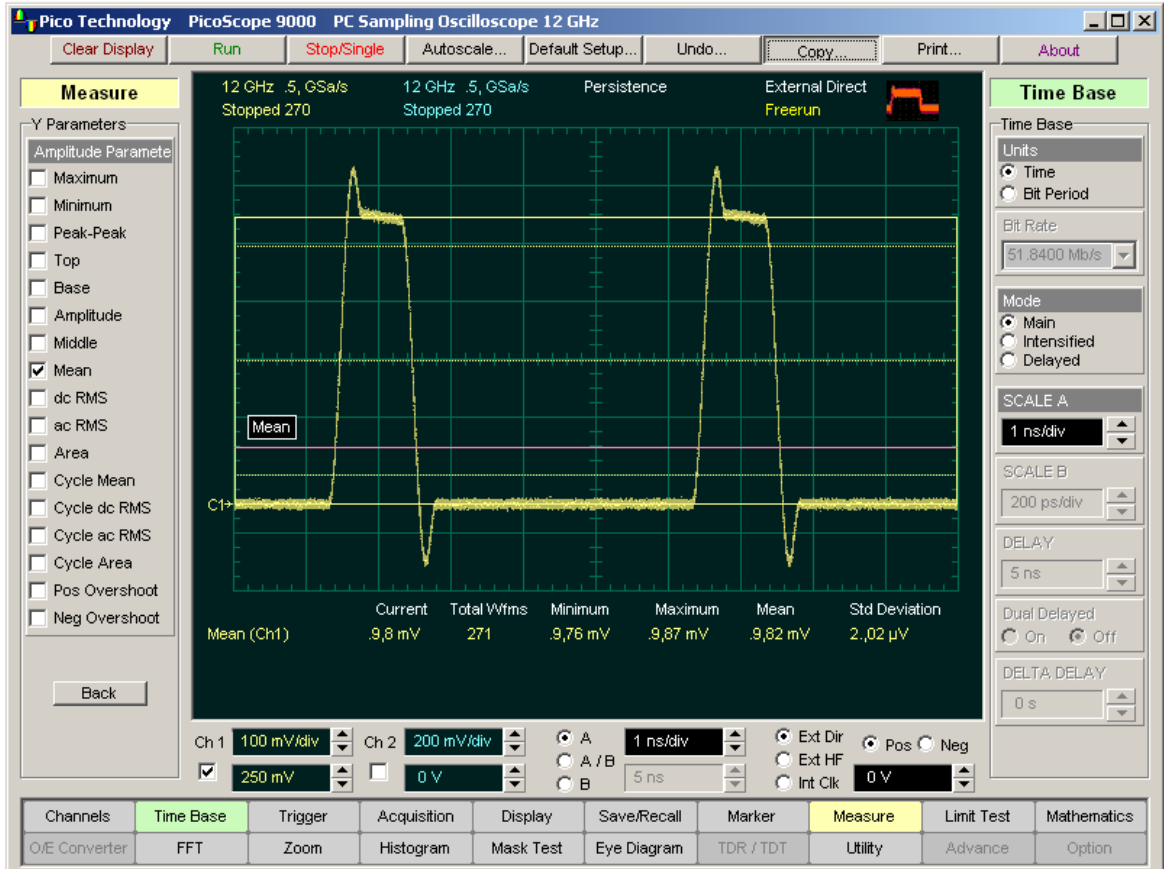 Pico Technology PicoScope 9000 PC Sampling Oscilloscope 12 GHz
Clear Display Run Stop/Single Autoscale... Default Setup... Undo... Copy... Print... About
Measure
Y Parameters
Amplitude Paramete
Maximum
Minimum
Peak-Peak
Top
Base
Amplitude
Middle
Mean
dc RMS
ac RMS
Area
Cycle Mean
Cycle dc RMS
Cycle ac RMS
Cycle Area
Pos Overshoot
Neg Overshoot
Back
12 GHz .5, GSa/s 12 GHz .5, GSa/s Persistence External Direct
Stopped 270 Stopped 270 Freerun
Mean
C1
Current Total Wfms Minimum Maximum Mean Std Deviation
Mean (Ch1) .9,8 mV 271 .9,76 mV .9,87 mV .9,82 mV 2.,02 µV
Time Base
Time Base
Units
Time
Bit Period
Bit Rate
51.8400 Mb/s
Mode
Main
Intensified
Delayed
SCALE A
1 ns/div
SCALE B
200 ps/div
DELAY
5 ns
Dual Delayed
On Off
DELTA DELAY
0 s
Ch 1 100 mV/div Ch 2 200 mV/div A 1 ns/div Ext Dir Pos Neg
A / B Ext HF
250 mV 0 V B 5 ns Int Clk 0 V
Channels Time Base Trigger Acquisition Display Save/Recall Marker Measure Limit Test Mathematics
O/E Converter FFT Zoom Histogram Mask Test Eye Diagram TDR / TDT Utility Advance Option